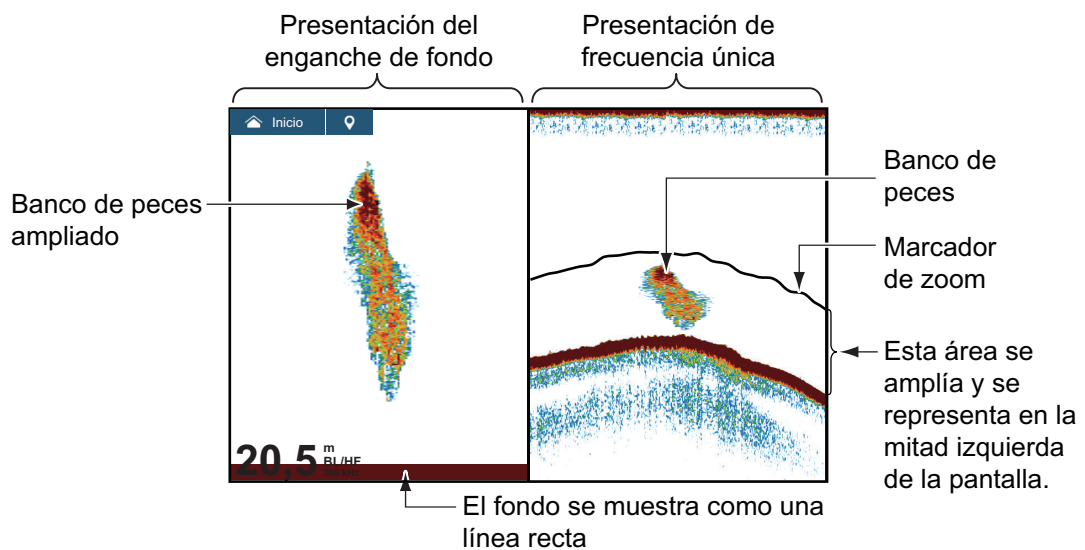 Presentación del
enganche de fondo
Presentación de
frecuencia única
Inicio
Banco de peces
ampliado
Banco de
peces
Marcador
de zoom
Esta área se
amplía y se
representa en la
mitad izquierda
de la pantalla.
20,5 m
BL/HF
El fondo se muestra como una
línea recta